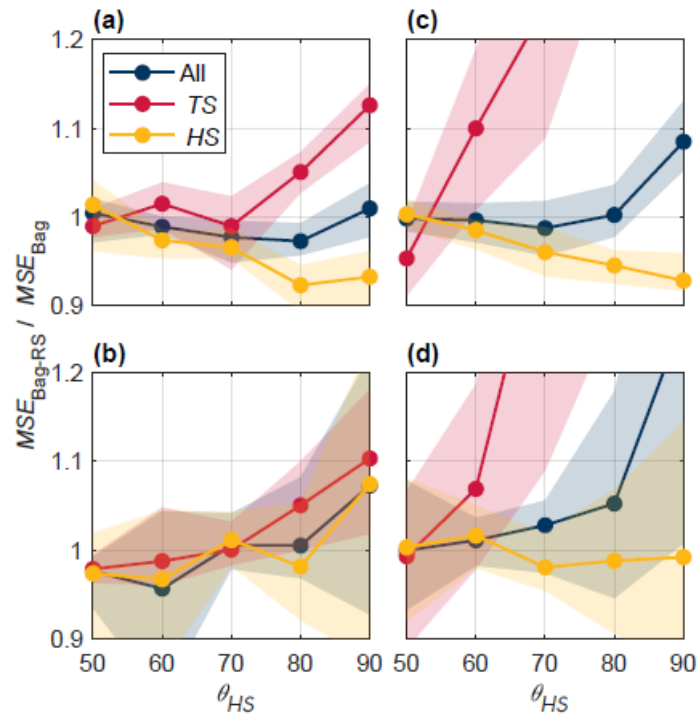 (a)
(c)
1.2
1.1
1
0.9
All
TS
HS
MSE_Bag-RS / MSE_Bag
(b)
(d)
1.2
1.1
1
0.9
50 60 70 80 90
50 60 70 80 90
θ_HS
θ_HS